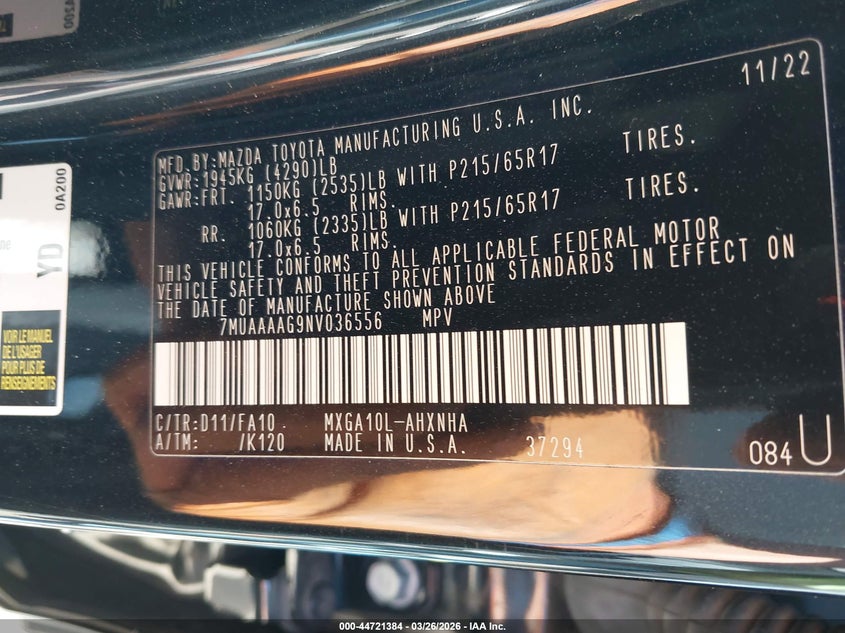 11/22
MFD.BY:MAZDA TOYOTA MANUFACTURING U.S.A. INC.
GVWR:1945KG (4290)LB
GAWR:FRT. 1150KG (2535)LB WITH P215/65R17 TIRES.
17.0x6.5 RIMS.
RR. 1060KG (2335)LB WITH P215/65R17 TIRES.
17.0x6.5 RIMS.
THIS VEHICLE CONFORMS TO ALL APPLICABLE FEDERAL MOTOR
VEHICLE SAFETY AND THEFT PREVENTION STANDARDS IN EFFECT ON
THE DATE OF MANUFACTURE SHOWN ABOVE
7MUAAAAG9NV036556 MPV
C/TR:D11/FA10 MXGA10L-AHXNHA
A/TM: /K120 MADE IN U.S.A. 37294
084U
0A200
YD
VOIR LE MANUEL
DE L'USAGER
POUR PLUS DE
RENSEIGNEMENTS
000-44721384 - 03/26/2026 - IAA Inc.